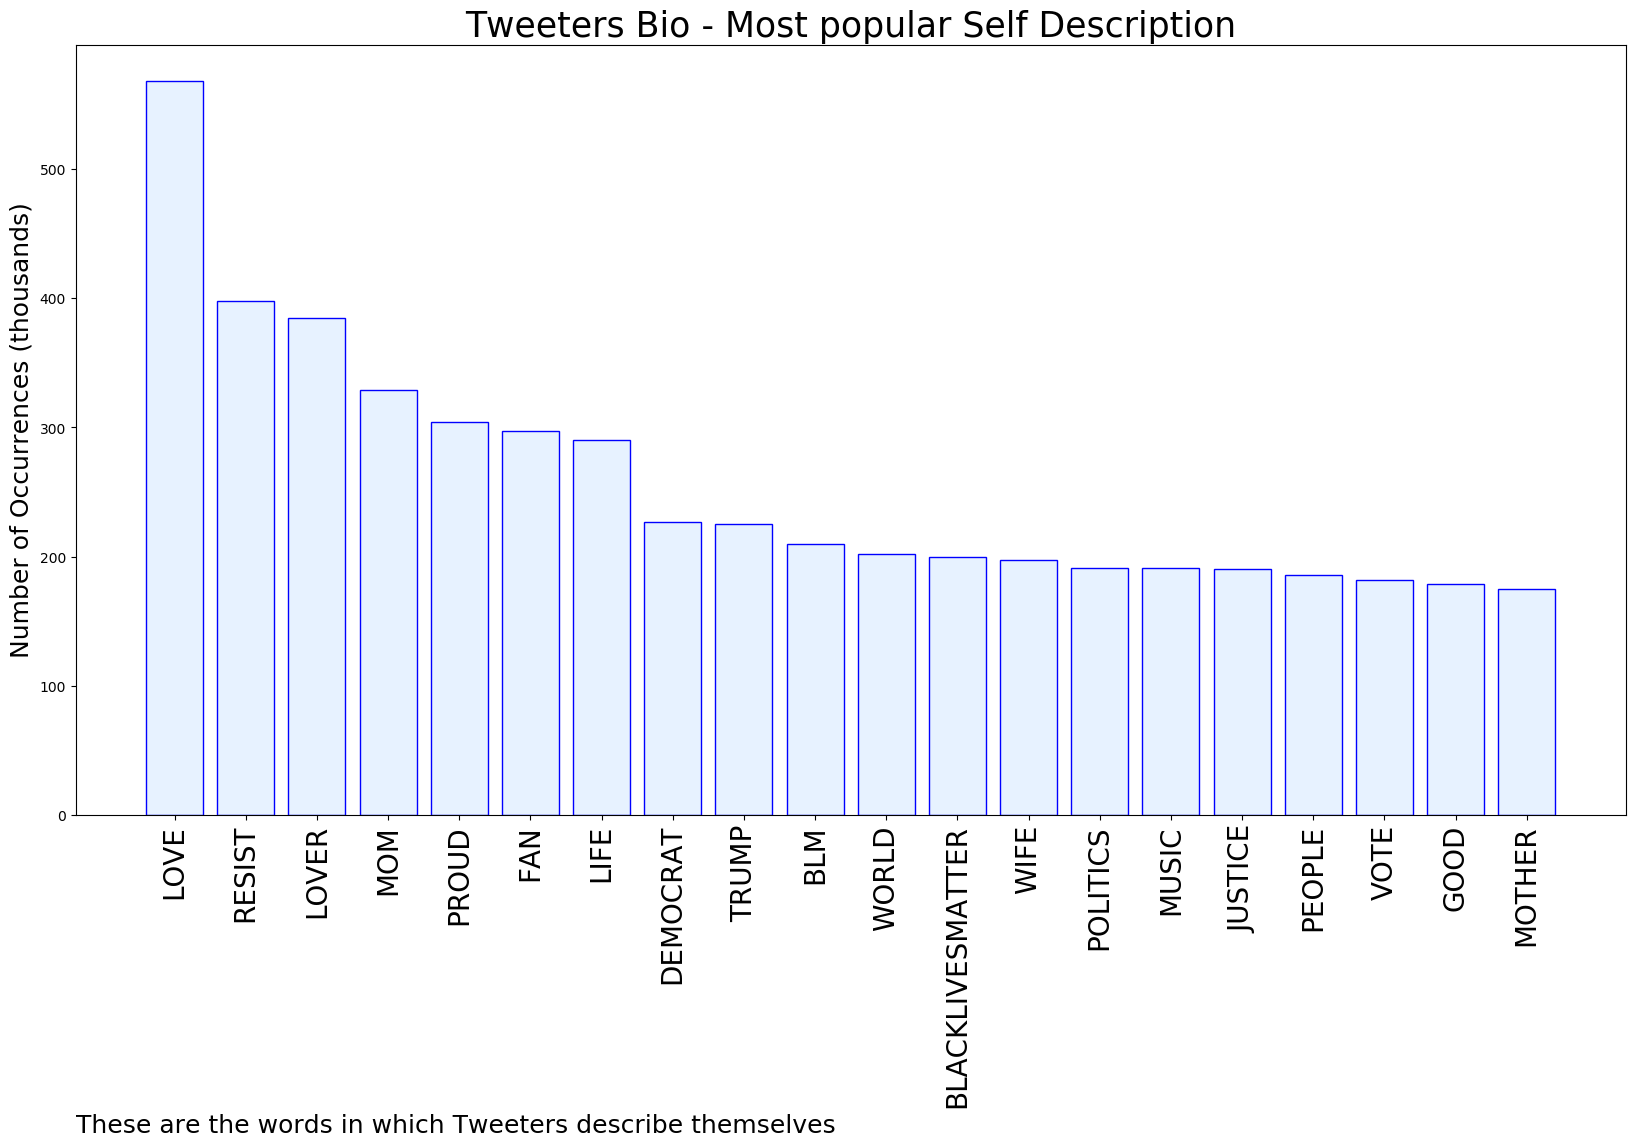 Tweeters Bio - Most popular Self Description
Number of Occurrences (thousands)
500
400
300
200
100
0
LOVE
RESIST
LOVER
MOM
PROUD
FAN
LIFE
DEMOCRAT
TRUMP
BLM
WORLD
BLACKLIVESMATTER
WIFE
POLITICS
MUSIC
JUSTICE
PEOPLE
VOTE
GOOD
MOTHER
These are the words in which Tweeters describe themselves